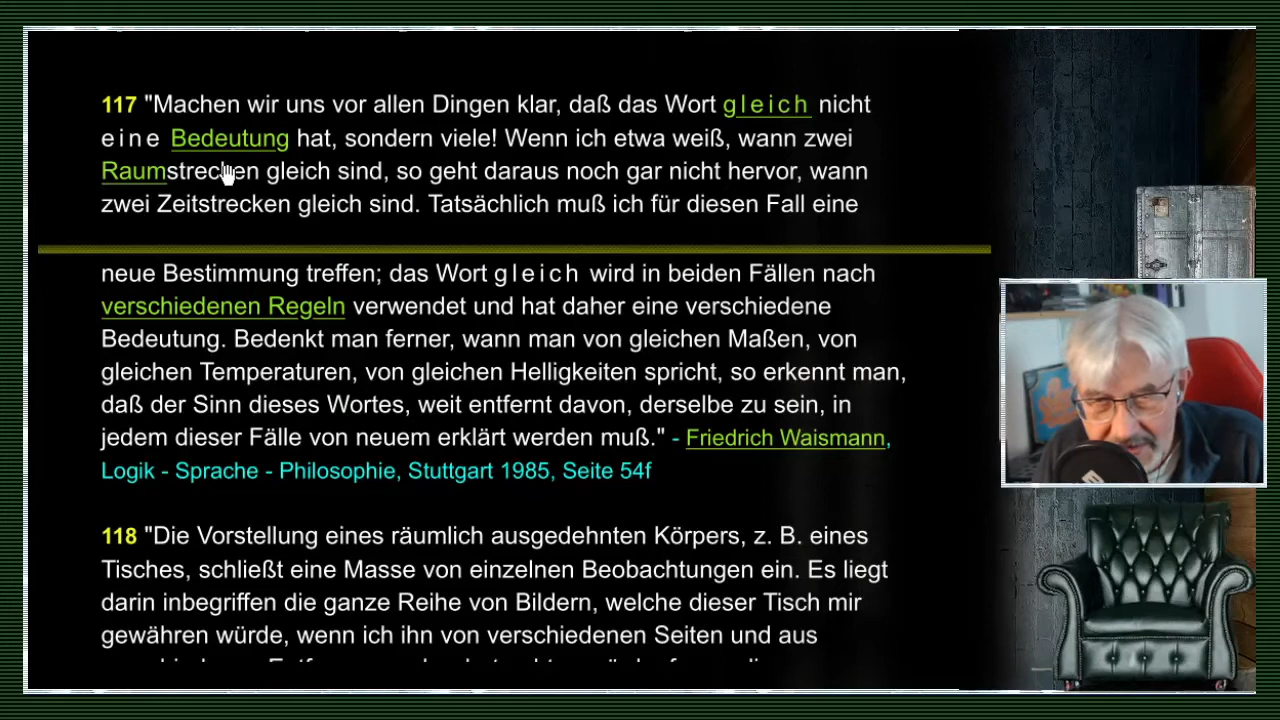 117 "Machen wir uns vor allen Dingen klar, daß das Wort gleich nicht
eine Bedeutung hat, sondern viele! Wenn ich etwa weiß, wann zwei
Raumstrecken gleich sind, so geht daraus noch gar nicht hervor, wann
zwei Zeitstrecken gleich sind. Tatsächlich muß ich für diesen Fall eine
neue Bestimmung treffen; das Wort gleich wird in beiden Fällen nach
verschiedenen Regeln verwendet und hat daher eine verschiedene
Bedeutung. Bedenkt man ferner, wann man von gleichen Maßen, von
gleichen Temperaturen, von gleichen Helligkeiten spricht, so erkennt man,
daß der Sinn dieses Wortes, weit entfernt davon, derselbe zu sein, in
jedem dieser Fälle von neuem erklärt werden muß." - Friedrich Waismann,
Logik - Sprache - Philosophie, Stuttgart 1985, Seite 54f
118 "Die Vorstellung eines räumlich ausgedehnten Körpers, z. B. eines
Tisches, schließt eine Masse von einzelnen Beobachtungen ein. Es liegt
darin inbegriffen die ganze Reihe von Bildern, welche dieser Tisch mir
gewähren würde, wenn ich ihn von verschiedenen Seiten und aus